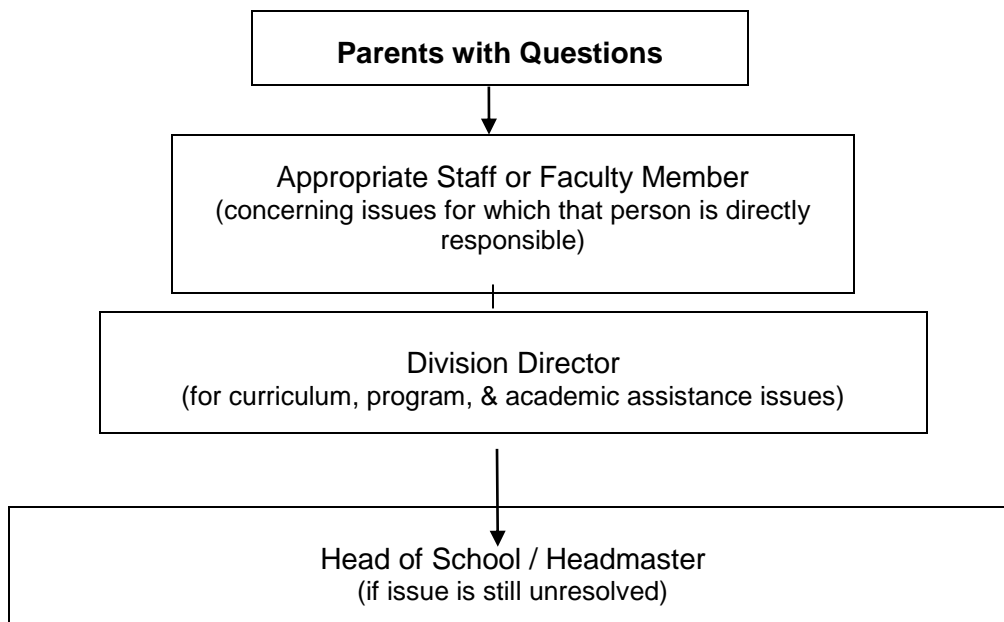 Parents with Questions
Appropriate Staff or Faculty Member
(concerning issues for which that person is directly
responsible)
Division Director
(for curriculum, program, & academic assistance issues)
Head of School / Headmaster
(if issue is still unresolved)